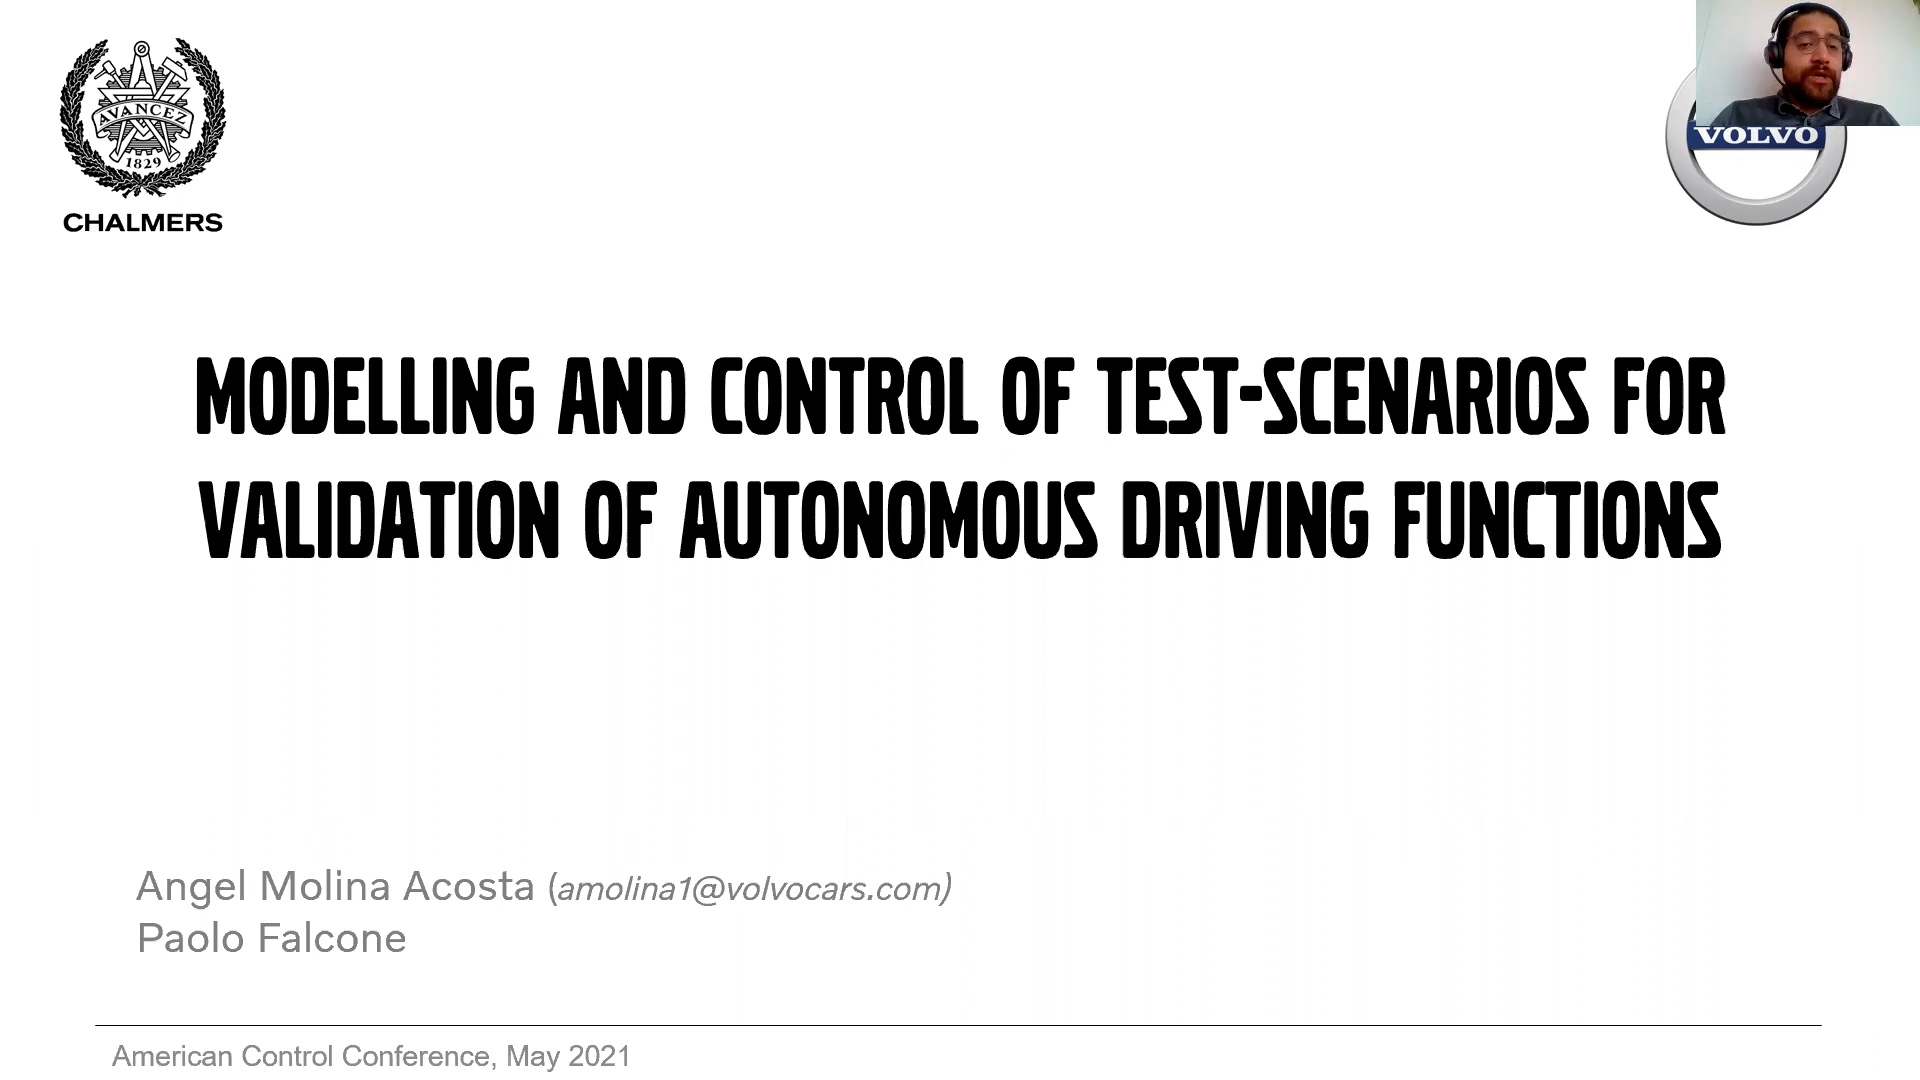 AVANCEZ
1829
CHALMERS
VOLVO
MODELLING AND CONTROL OF TEST-SCENARIOS FOR
VALIDATION OF AUTONOMOUS DRIVING FUNCTIONS
Angel Molina Acosta (amolina1@volvocars.com)
Paolo Falcone
American Control Conference, May 2021